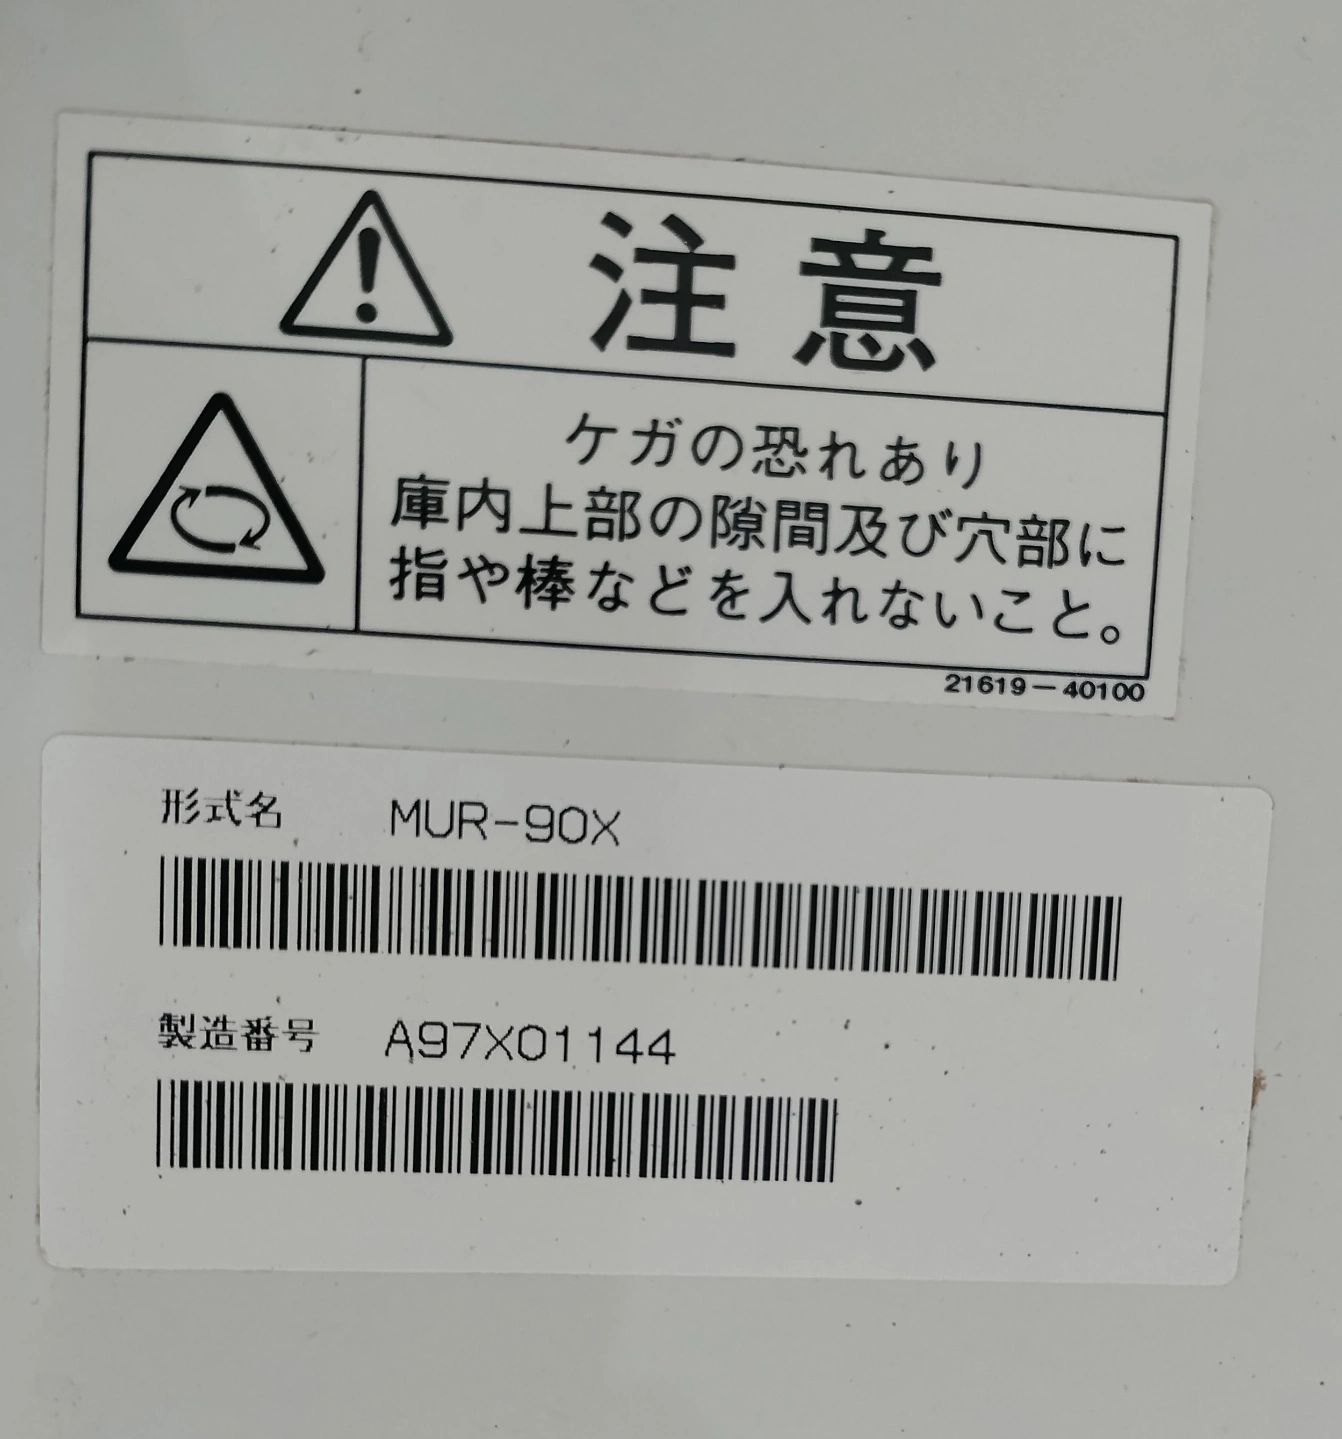 注意
ケガの恐れあり
庫内上部の隙間及び穴部に
指や棒などを入れないこと。
21619-40100
形式名 MUR-90X
製造番号 A97X01144